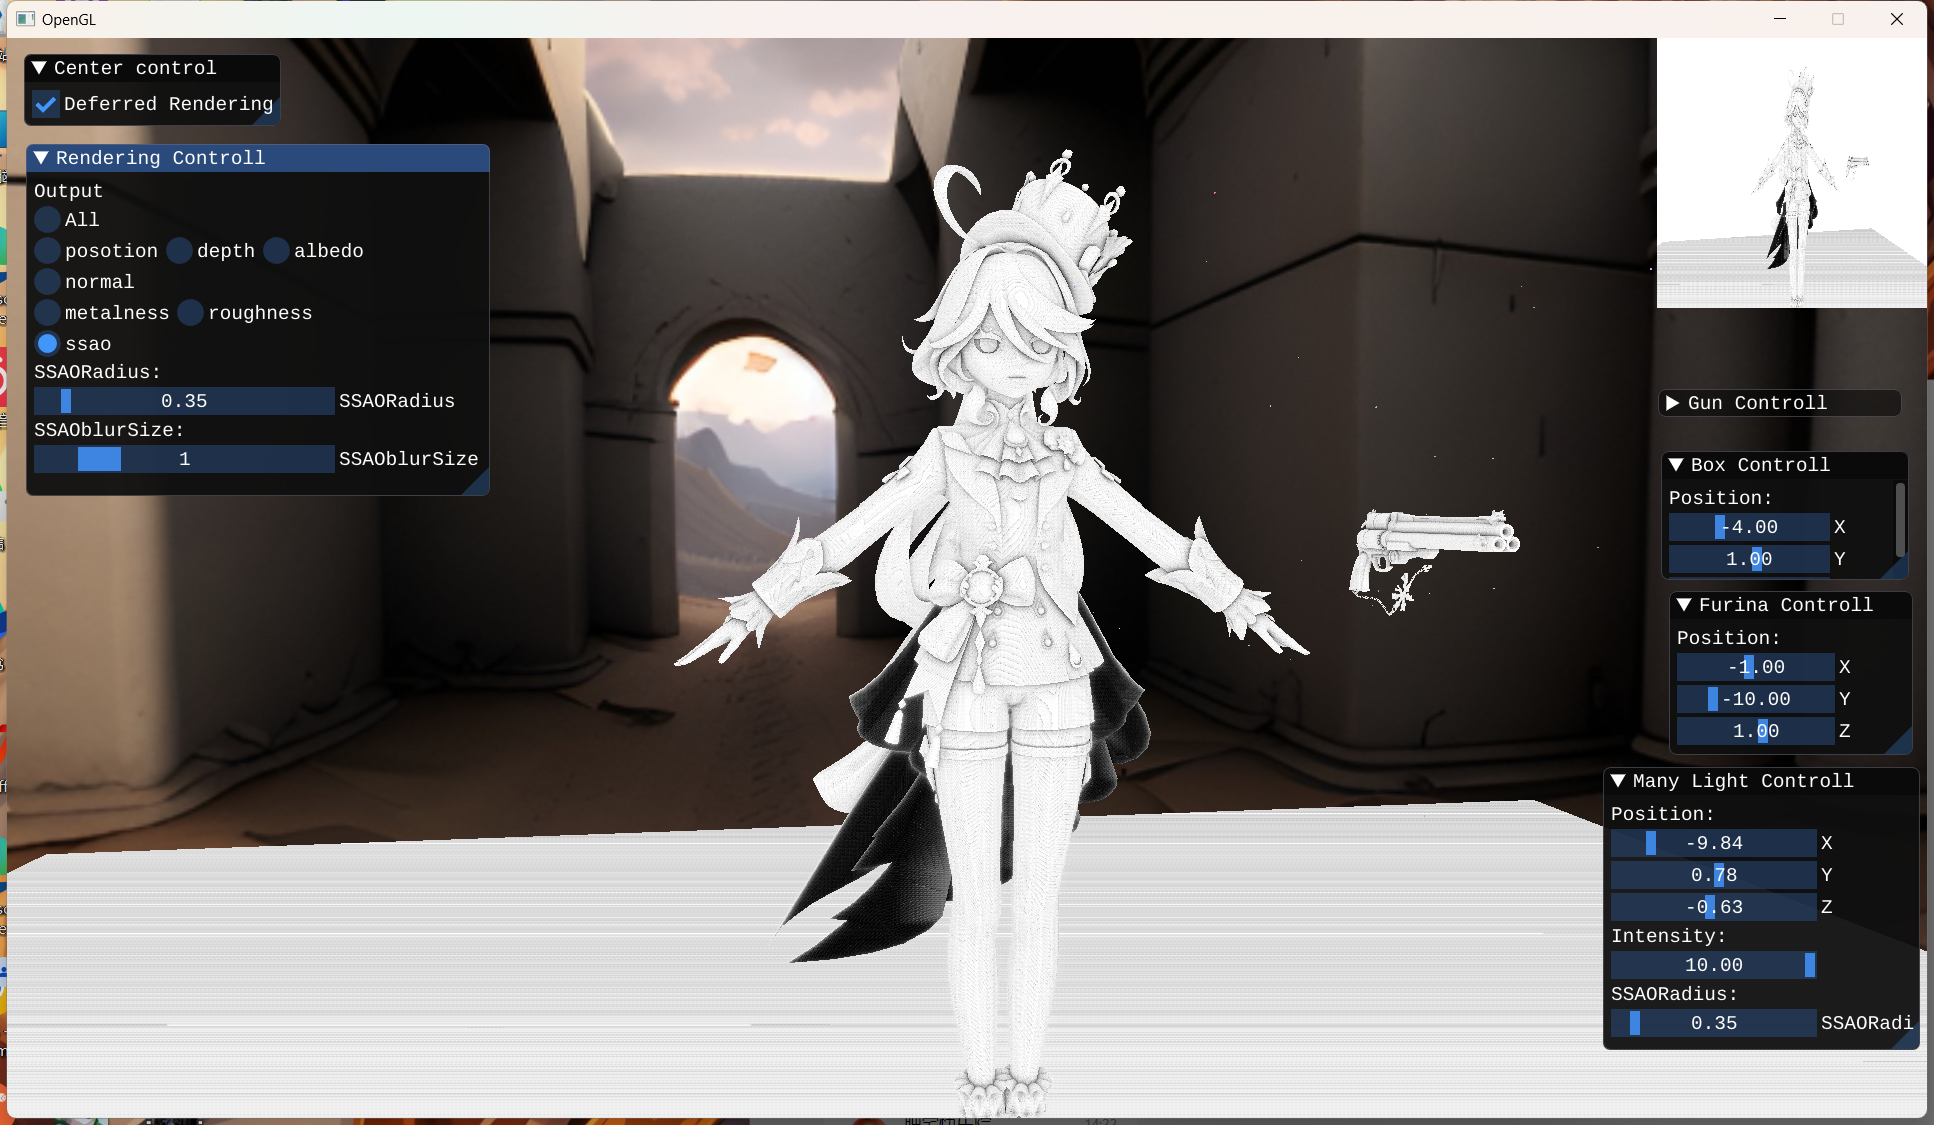 OpenGL
Center control
Deferred Rendering
Rendering Controll
Output
All
posotion depth albedo
normal
metalness roughness
ssao
SSAORadius:
0.35 SSAORadius
SSAOblurSize:
1 SSAOblurSize
Gun Controll
Box Controll
Position:
-4.00 X
1.00 Y
Furina Controll
Position:
-1.00 X
-10.00 Y
1.00 Z
Many Light Controll
Position:
-9.84 X
0.78 Y
-0.63 Z
Intensity:
10.00
SSAORadius:
0.35 SSAORadi